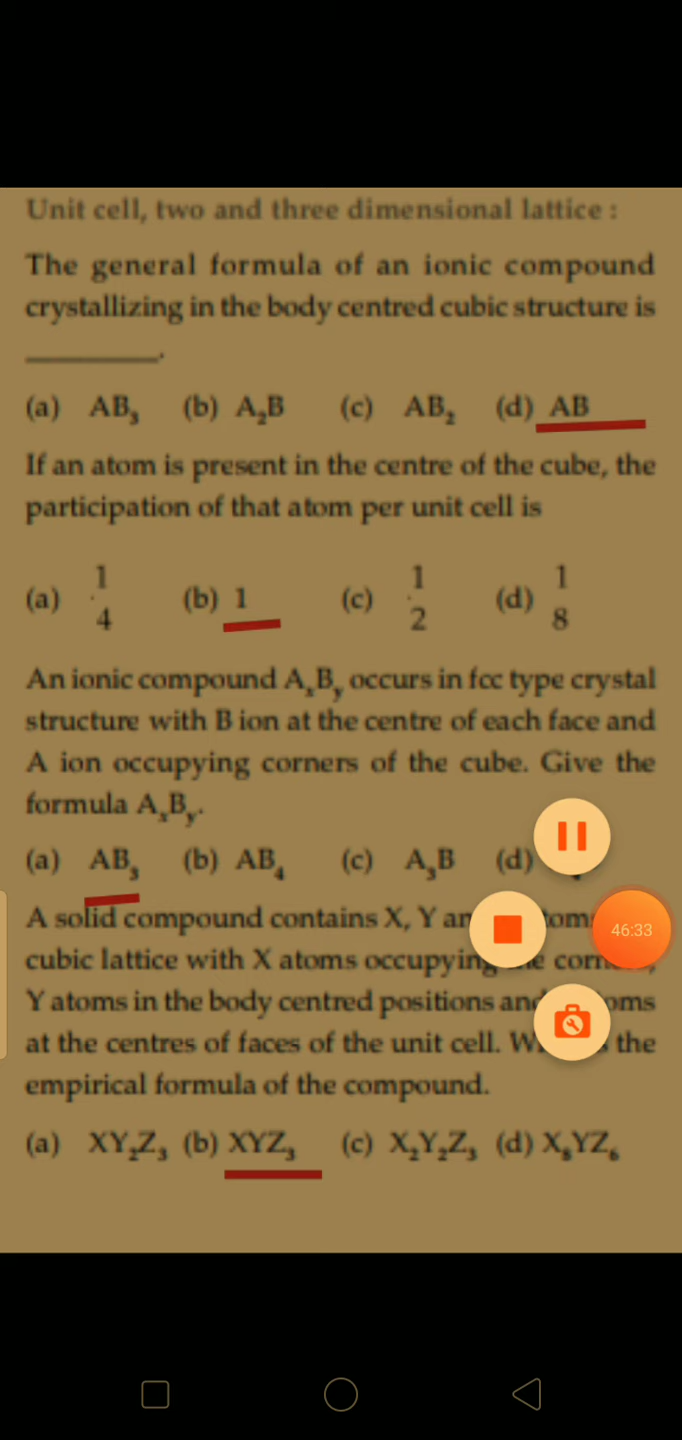 Unit cell, two and three dimensional lattice :
The general formula of an ionic compound
crystallizing in the body centred cubic structure is
________.
(a) AB₃ (b) A₂B (c) AB₂ (d) AB
If an atom is present in the centre of the cube, the
participation of that atom per unit cell is
(a) 1/4 (b) 1 (c) 1/2 (d) 1/8
An ionic compound AₓBᵧ occurs in fcc type crystal
structure with B ion at the centre of each face and
A ion occupying corners of the cube. Give the
formula AₓBᵧ.
(a) AB₃ (b) AB₄ (c) A₃B (d)
A solid compound contains X, Y
46:33
cubic lattice with X atoms occupying
Y atoms in the body centred positions
at the centres of faces of the unit cell. the
empirical formula of the compound.
(a) XY₂Z₃ (b) XYZ₃ (c) X₂Y₂Z₃ (d) X₈YZ₆